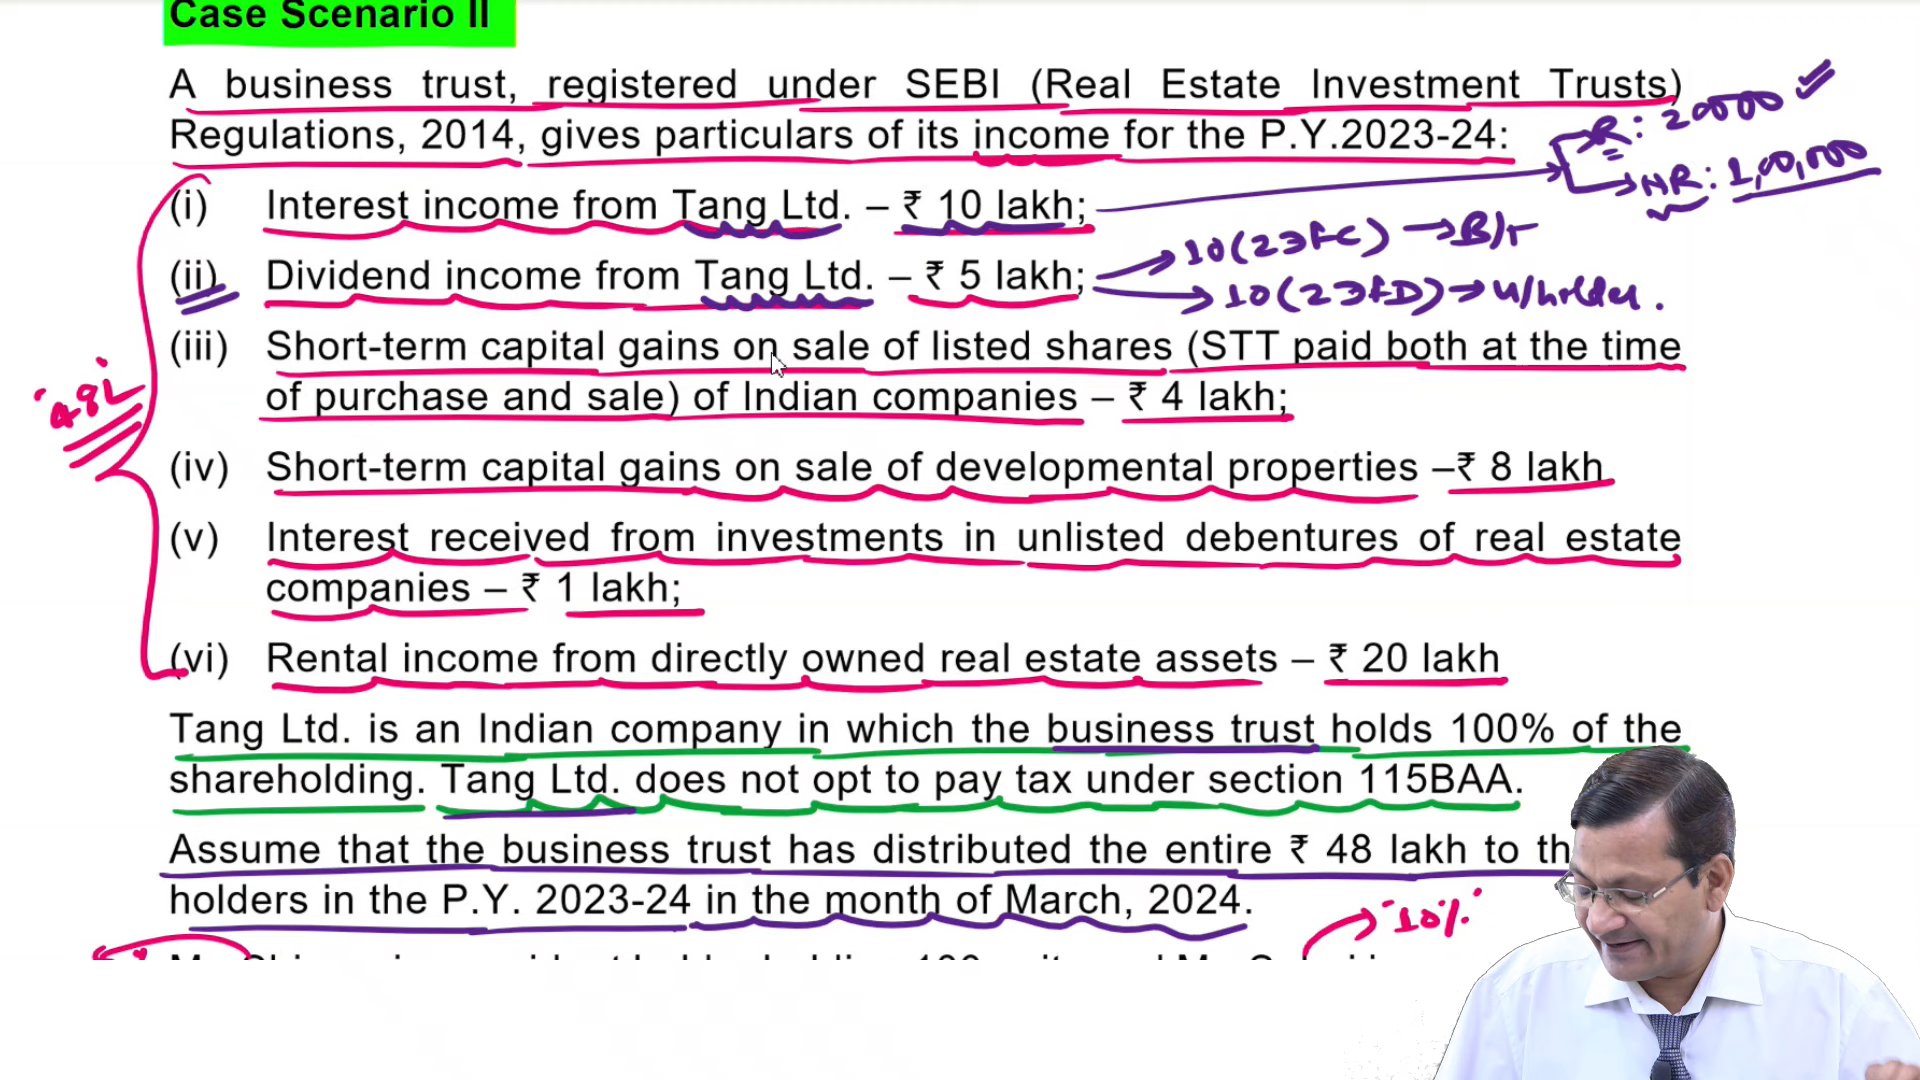 Case Scenario II
A business trust, registered under SEBI (Real Estate Investment Trusts)
Regulations, 2014, gives particulars of its income for the P.Y.2023-24:
R: 20000
NR: 1,00,000
(i) Interest income from Tang Ltd. – ₹ 10 lakh;
10(23FC) → B/T
(ii) Dividend income from Tang Ltd. – ₹ 5 lakh;
10(23FD) → u/holder.
(iii) Short-term capital gains on sale of listed shares (STT paid both at the time
of purchase and sale) of Indian companies – ₹ 4 lakh;
"48L"
(iv) Short-term capital gains on sale of developmental properties –₹ 8 lakh
(v) Interest received from investments in unlisted debentures of real estate
companies – ₹ 1 lakh;
(vi) Rental income from directly owned real estate assets – ₹ 20 lakh
Tang Ltd. is an Indian company in which the business trust holds 100% of the
shareholding. Tang Ltd. does not opt to pay tax under section 115BAA.
Assume that the business trust has distributed the entire ₹ 48 lakh to
holders in the P.Y. 2023-24 in the month of March, 2024.
"10%"